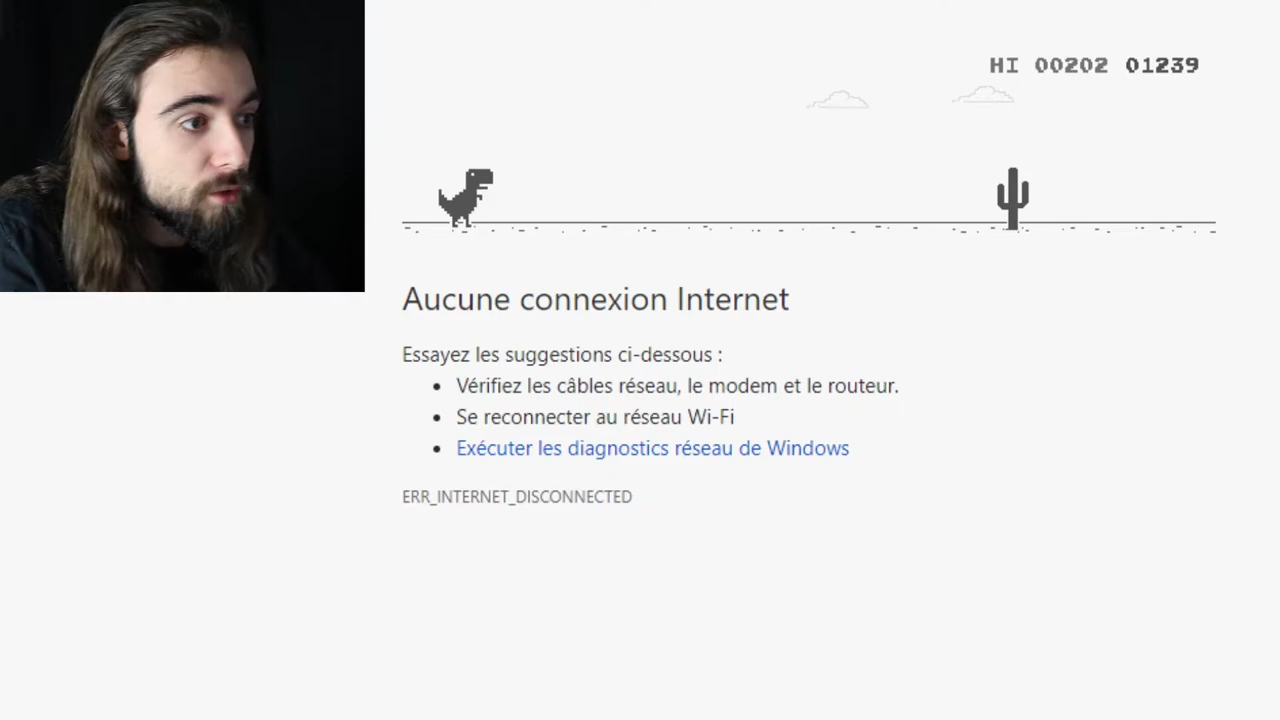 HI 00202 01239
Aucune connexion Internet
Essayez les suggestions ci-dessous :
• Vérifiez les câbles réseau, le modem et le routeur.
• Se reconnecter au réseau Wi-Fi
• Exécuter les diagnostics réseau de Windows
ERR_INTERNET_DISCONNECTED